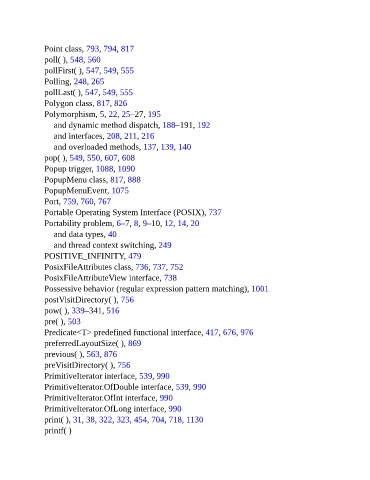 Point class, 793, 794, 817
poll( ), 548, 560
pollFirst( ), 547, 549, 555
Polling, 248, 265
pollLast( ), 547, 549, 555
Polygon class, 817, 826
Polymorphism, 5, 22, 25–27, 195
and dynamic method dispatch, 188–191, 192
and interfaces, 208, 211, 216
and overloaded methods, 137, 139, 140
pop( ), 549, 550, 607, 608
Popup trigger, 1088, 1090
PopupMenu class, 817, 888
PopupMenuEvent, 1075
Port, 759, 760, 767
Portable Operating System Interface (POSIX), 737
Portability problem, 6–7, 8, 9–10, 12, 14, 20
and data types, 40
and thread context switching, 249
POSITIVE_INFINITY, 479
PosixFileAttributes class, 736, 737, 752
PosixFileAttributeView interface, 738
Possessive behavior (regular expression pattern matching), 1001
postVisitDirectory( ), 756
pow( ), 339–341, 516
pre( ), 503
Predicate<T> predefined functional interface, 417, 676, 976
preferredLayoutSize( ), 869
previous( ), 563, 876
preVisitDirectory( ), 756
PrimitiveIterator interface, 539, 990
PrimitiveIterator.OfDouble interface, 539, 990
PrimitiveIterator.OfInt interface, 990
PrimitiveIterator.OfLong interface, 990
print( ), 31, 38, 322, 323, 454, 704, 718, 1130
printf( )